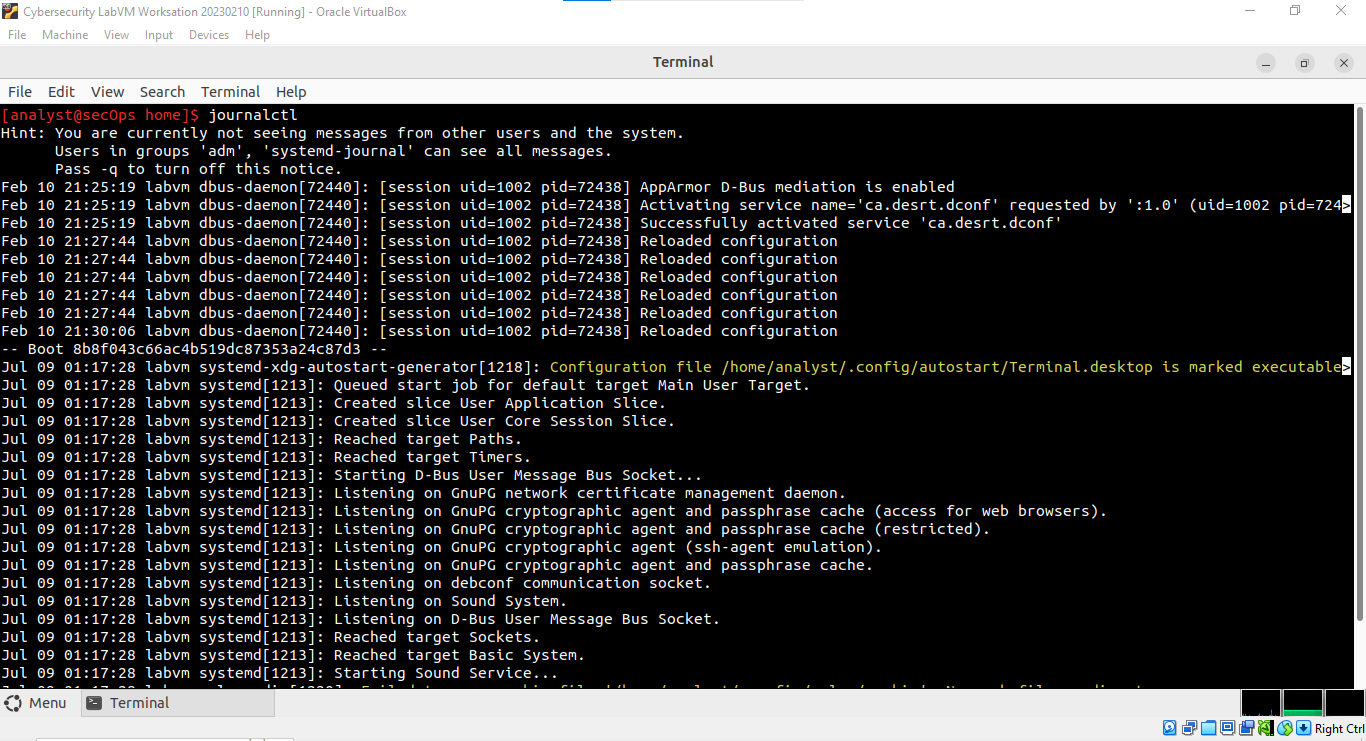 Cybersecurity LabVM Worksation 20230210 [Running] - Oracle VirtualBox
File Machine View Input Devices Help
Terminal
File Edit View Search Terminal Help
[analyst@secOps home]$ journalctl
Hint: You are currently not seeing messages from other users and the system.
      Users in groups 'adm', 'systemd-journal' can see all messages.
      Pass -q to turn off this notice.
Feb 10 21:25:19 labvm dbus-daemon[72440]: [session uid=1002 pid=72438] AppArmor D-Bus mediation is enabled
Feb 10 21:25:19 labvm dbus-daemon[72440]: [session uid=1002 pid=72438] Activating service name='ca.desrt.dconf' requested by ':1.0' (uid=1002 pid=724>
Feb 10 21:25:19 labvm dbus-daemon[72440]: [session uid=1002 pid=72438] Successfully activated service 'ca.desrt.dconf'
Feb 10 21:27:44 labvm dbus-daemon[72440]: [session uid=1002 pid=72438] Reloaded configuration
Feb 10 21:27:44 labvm dbus-daemon[72440]: [session uid=1002 pid=72438] Reloaded configuration
Feb 10 21:27:44 labvm dbus-daemon[72440]: [session uid=1002 pid=72438] Reloaded configuration
Feb 10 21:27:44 labvm dbus-daemon[72440]: [session uid=1002 pid=72438] Reloaded configuration
Feb 10 21:27:44 labvm dbus-daemon[72440]: [session uid=1002 pid=72438] Reloaded configuration
Feb 10 21:30:06 labvm dbus-daemon[72440]: [session uid=1002 pid=72438] Reloaded configuration
-- Boot 8b8f043c66ac4b519dc87353a24c87d3 --
Jul 09 01:17:28 labvm systemd-xdg-autostart-generator[1218]: Configuration file /home/analyst/.config/autostart/Terminal.desktop is marked executable>
Jul 09 01:17:28 labvm systemd[1213]: Queued start job for default target Main User Target.
Jul 09 01:17:28 labvm systemd[1213]: Created slice User Application Slice.
Jul 09 01:17:28 labvm systemd[1213]: Created slice User Core Session Slice.
Jul 09 01:17:28 labvm systemd[1213]: Reached target Paths.
Jul 09 01:17:28 labvm systemd[1213]: Reached target Timers.
Jul 09 01:17:28 labvm systemd[1213]: Starting D-Bus User Message Bus Socket...
Jul 09 01:17:28 labvm systemd[1213]: Listening on GnuPG network certificate management daemon.
Jul 09 01:17:28 labvm systemd[1213]: Listening on GnuPG cryptographic agent and passphrase cache (access for web browsers).
Jul 09 01:17:28 labvm systemd[1213]: Listening on GnuPG cryptographic agent and passphrase cache (restricted).
Jul 09 01:17:28 labvm systemd[1213]: Listening on GnuPG cryptographic agent (ssh-agent emulation).
Jul 09 01:17:28 labvm systemd[1213]: Listening on GnuPG cryptographic agent and passphrase cache.
Jul 09 01:17:28 labvm systemd[1213]: Listening on debconf communication socket.
Jul 09 01:17:28 labvm systemd[1213]: Listening on Sound System.
Jul 09 01:17:28 labvm systemd[1213]: Listening on D-Bus User Message Bus Socket.
Jul 09 01:17:28 labvm systemd[1213]: Reached target Sockets.
Jul 09 01:17:28 labvm systemd[1213]: Reached target Basic System.
Jul 09 01:17:28 labvm systemd[1213]: Starting Sound Service...
Menu Terminal
Right Ctrl